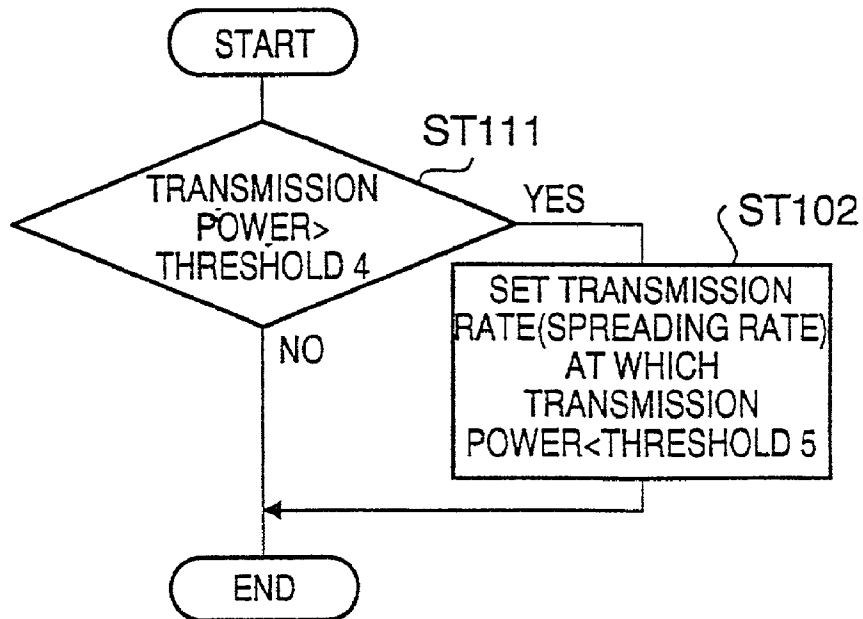 START
ST111
TRANSMISSION
POWER>
THRESHOLD 4
YES
ST102
SET TRANSMISSION
RATE(SPREADING RATE)
AT WHICH
TRANSMISSION
POWER<THRESHOLD 5
NO
END